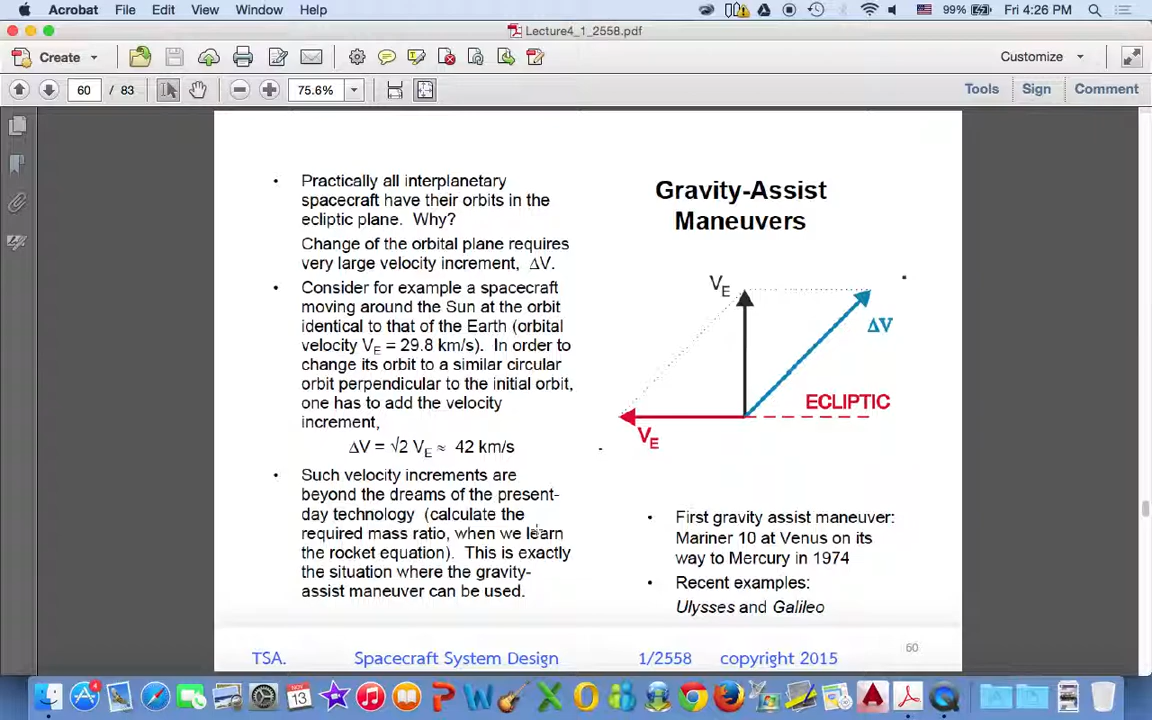 Acrobat File Edit View Window Help 99% Fri 4:26 PM
Lecture4_1_2558.pdf
Create Customize
60 / 83 75.6% Tools Sign Comment
• Practically all interplanetary
spacecraft have their orbits in the
ecliptic plane. Why?
Change of the orbital plane requires
very large velocity increment, ΔV.
• Consider for example a spacecraft
moving around the Sun at the orbit
identical to that of the Earth (orbital
velocity VE = 29.8 km/s). In order to
change its orbit to a similar circular
orbit perpendicular to the initial orbit,
one has to add the velocity
increment,
ΔV = √2 VE ≈ 42 km/s
• Such velocity increments are
beyond the dreams of the present-
day technology (calculate the
required mass ratio, when we learn
the rocket equation). This is exactly
the situation where the gravity-
assist maneuver can be used.
Gravity-Assist
Maneuvers
VE
ΔV
ECLIPTIC
VE
• First gravity assist maneuver:
Mariner 10 at Venus on its
way to Mercury in 1974
• Recent examples:
Ulysses and Galileo
60
TSA. Spacecraft System Design 1/2558 copyright 2015
4
NOV
13